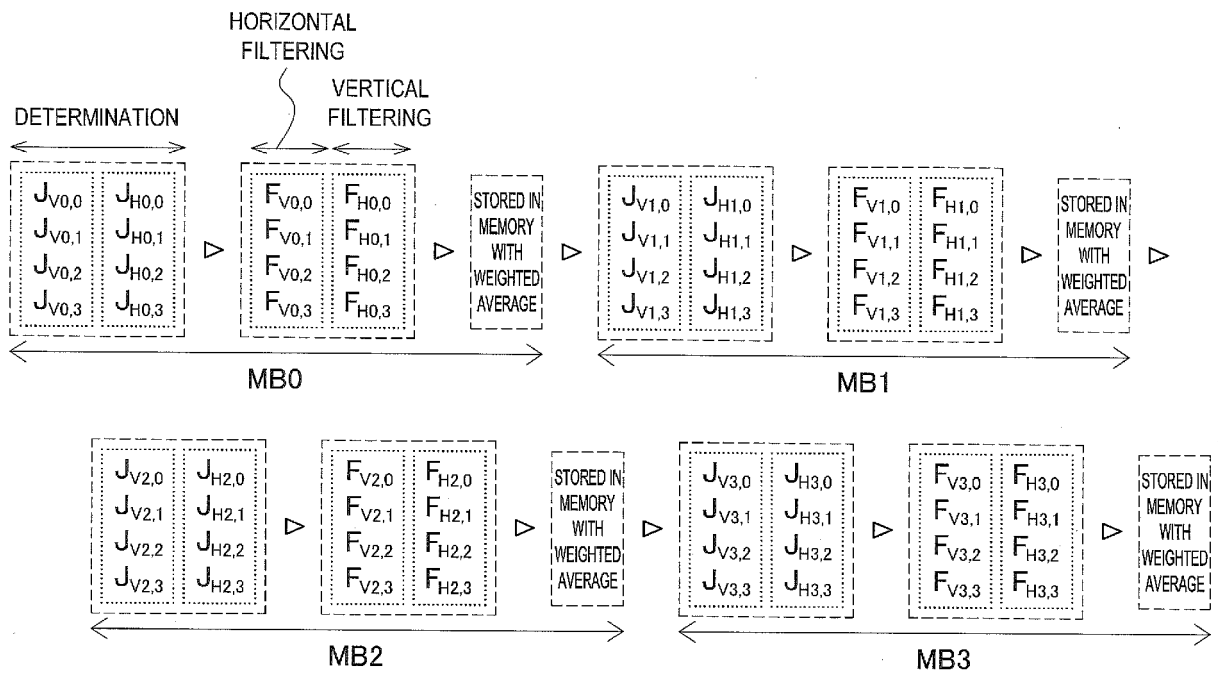 HORIZONTAL
FILTERING
VERTICAL
FILTERING
DETERMINATION
JV0,0 JH0,0 FV0,0 FH0,0
JV0,1 JH0,1 FV0,1 FH0,1
JV0,2 JH0,2 FV0,2 FH0,2
JV0,3 JH0,3 FV0,3 FH0,3
STORED IN
MEMORY
WITH
WEIGHTED
AVERAGE
MB0
JV1,0 JH1,0 FV1,0 FH1,0
JV1,1 JH1,1 FV1,1 FH1,1
JV1,2 JH1,2 FV1,2 FH1,2
JV1,3 JH1,3 FV1,3 FH1,3
STORED IN
MEMORY
WITH
WEIGHTED
AVERAGE
MB1
JV2,0 JH2,0 FV2,0 FH2,0
JV2,1 JH2,1 FV2,1 FH2,1
JV2,2 JH2,2 FV2,2 FH2,2
JV2,3 JH2,3 FV2,3 FH2,3
STORED IN
MEMORY
WITH
WEIGHTED
AVERAGE
MB2
JV3,0 JH3,0 FV3,0 FH3,0
JV3,1 JH3,1 FV3,1 FH3,1
JV3,2 JH3,2 FV3,2 FH3,2
JV3,3 JH3,3 FV3,3 FH3,3
STORED IN
MEMORY
WITH
WEIGHTED
AVERAGE
MB3